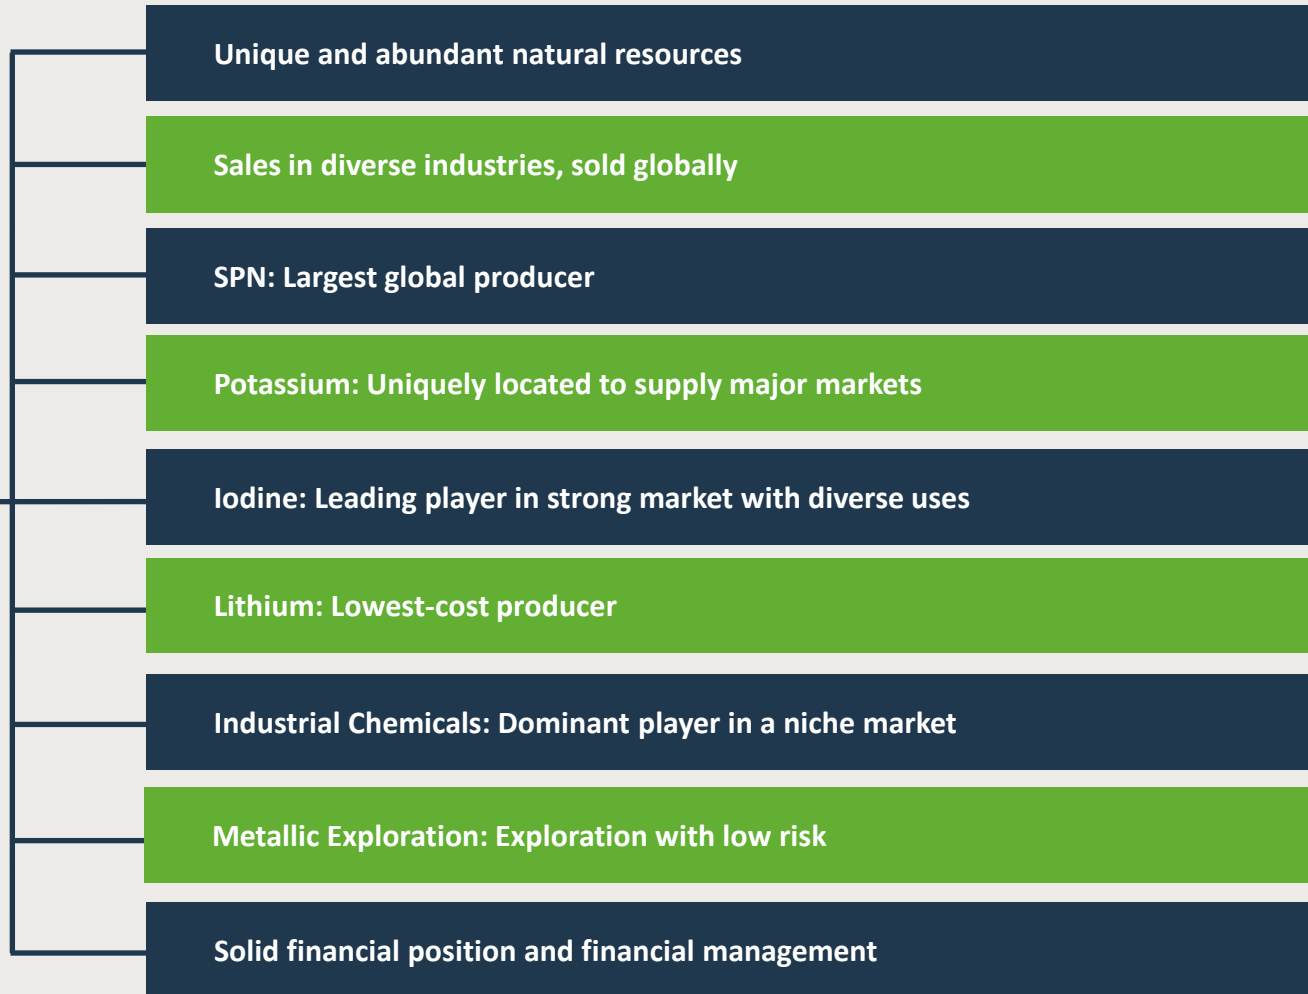 Unique and abundant natural resources
Sales in diverse industries, sold globally
SPN: Largest global producer
Potassium: Uniquely located to supply major markets
Iodine: Leading player in strong market with diverse uses
Lithium: Lowest-cost producer
Industrial Chemicals: Dominant player in a niche market
Metallic Exploration: Exploration with low risk
Solid financial position and financial management